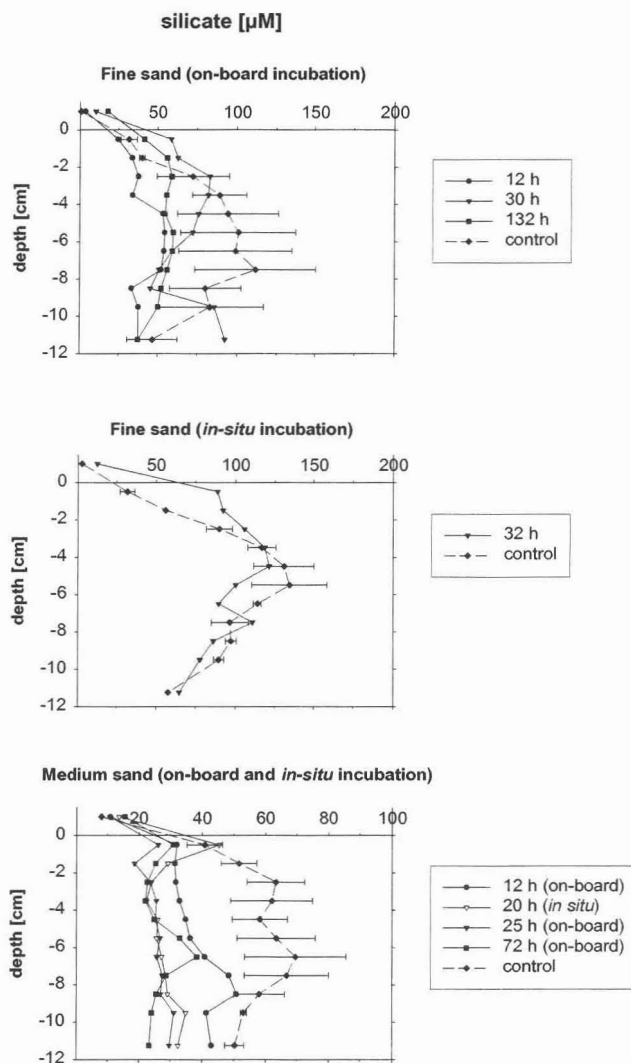 silicate [µM]
Fine sand (on-board incubation)
50 100 150 200
0
-2
-4
-6
-8
-10
-12
depth [cm]
12 h
30 h
132 h
control
Fine sand (in-situ incubation)
50 100 150 200
0
-2
-4
-6
-8
-10
-12
depth [cm]
32 h
control
Medium sand (on-board and in-situ incubation)
20 40 60 80 100
0
-2
-4
-6
-8
-10
-12
depth [cm]
12 h (on-board)
20 h (in situ)
25 h (on-board)
72 h (on-board)
control